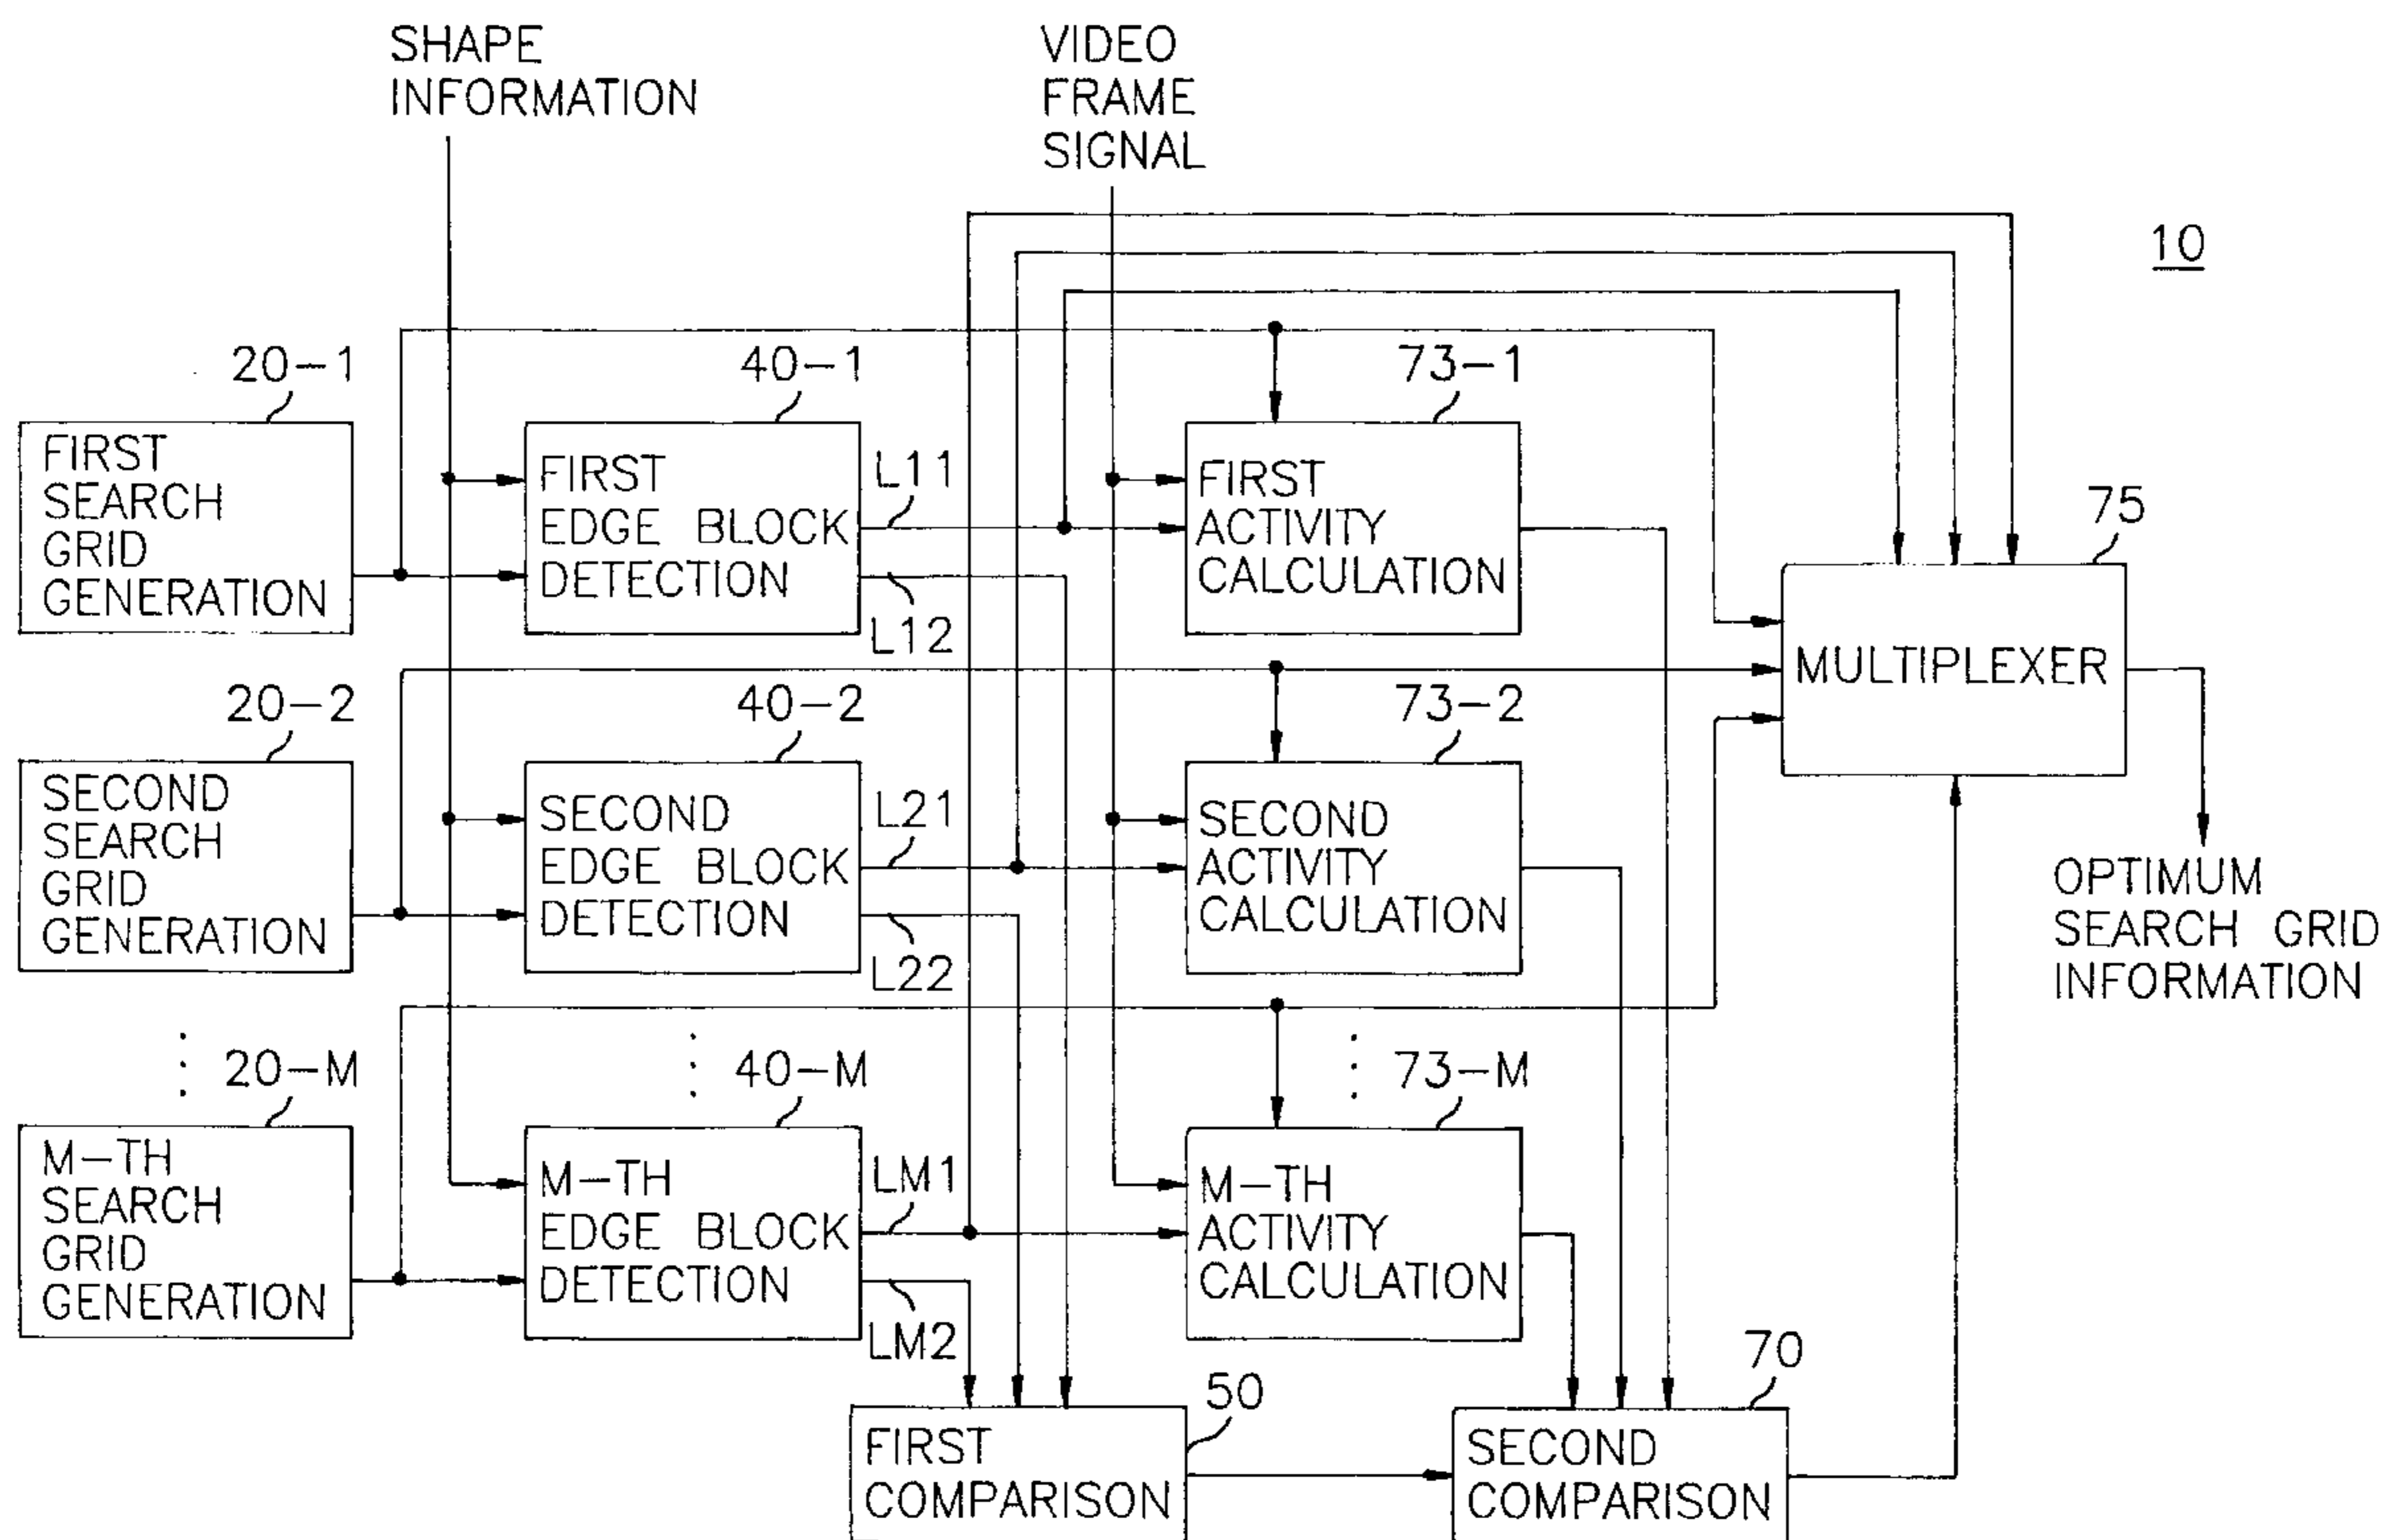 SHAPE
INFORMATION
VIDEO
FRAME
SIGNAL
10
20-1
40-1
73-1
FIRST
SEARCH
GRID
GENERATION
FIRST
EDGE BLOCK
DETECTION
L11
L12
FIRST
ACTIVITY
CALCULATION
75
MULTIPLEXER
20-2
40-2
73-2
SECOND
SEARCH
GRID
GENERATION
SECOND
EDGE BLOCK
DETECTION
L21
L22
SECOND
ACTIVITY
CALCULATION
OPTIMUM
SEARCH GRID
INFORMATION
20-M
40-M
73-M
M-TH
SEARCH
GRID
GENERATION
M-TH
EDGE BLOCK
DETECTION
LM1
LM2
M-TH
ACTIVITY
CALCULATION
50
70
FIRST
COMPARISON
SECOND
COMPARISON